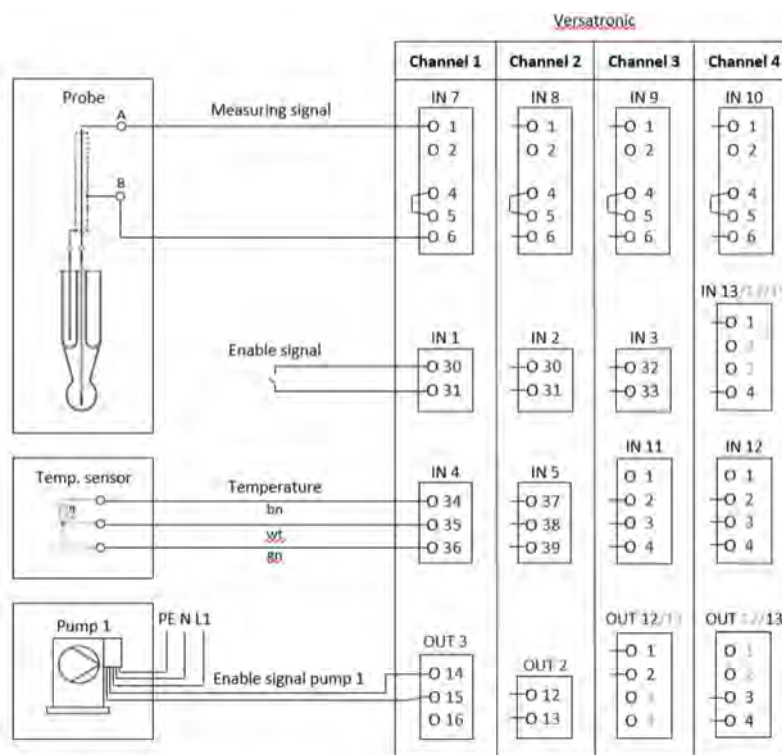 Versatronic
Channel 1 Channel 2 Channel 3 Channel 4
Probe
A
Measuring signal
B
IN 7 IN 8 IN 9 IN 10
1 1 1 1
2 2 2 2
4 4 4 4
5 5 5 5
6 6 6 6
IN 13
1
4
Enable signal
IN 1 IN 2 IN 3
30 30 32
31 31 33
Temp. sensor
Temperature
bn
wt
gn
IN 4 IN 5 IN 11 IN 12
34 37 1 1
35 38 2 2
36 39 3 3
4 4
Pump 1
PE N L1
Enable signal pump 1
OUT 3 OUT 2 OUT 12/ OUT 12/13
14 12 1 1
15 13 2 2
16 3
4